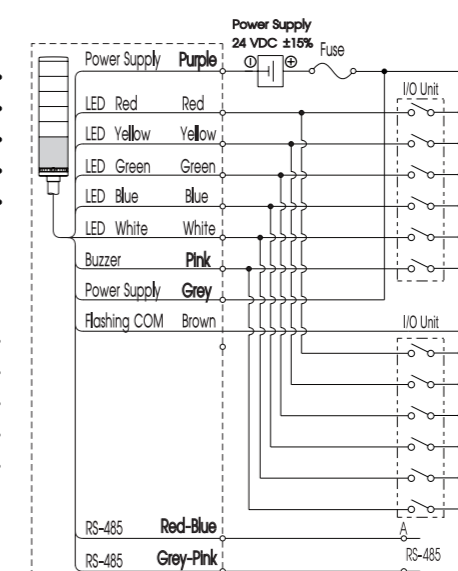 Power Supply
24 VDC ±15%
Fuse
Power Supply Purple
I/O Unit
LED Red Red
LED Yellow Yellow
LED Green Green
LED Blue Blue
LED White White
Buzzer Pink
Power Supply Grey
Flashing COM Brown
I/O Unit
RS-485 Red-Blue
A
RS-485 Grey-Pink
RS-485